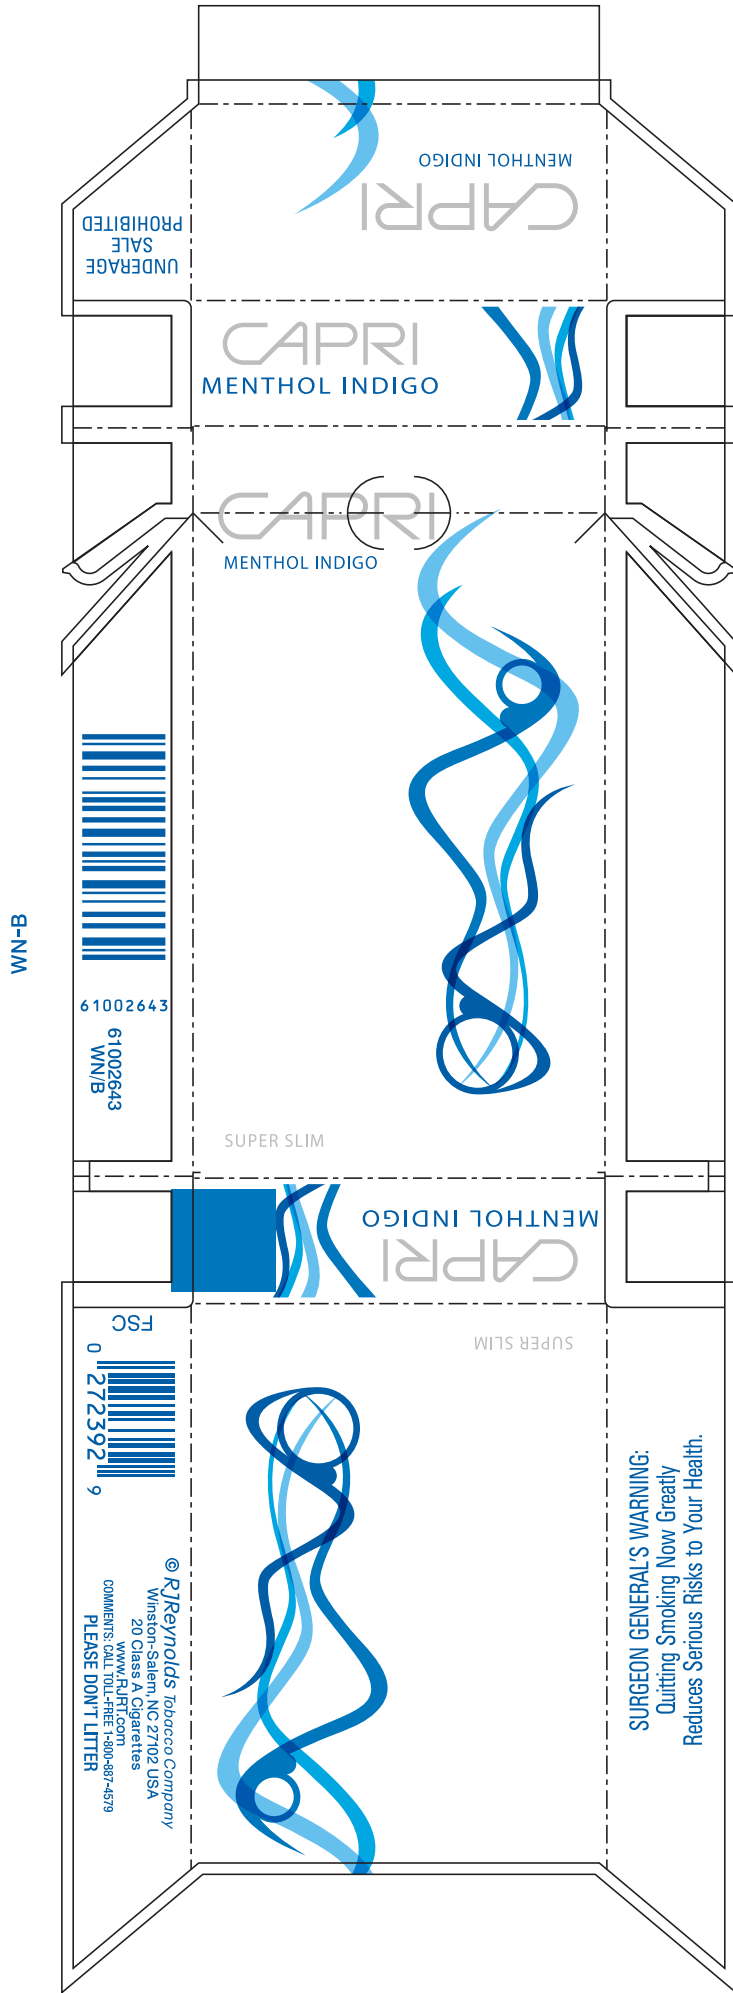 MENTHOL INDIGO
CAPRI
UNDERAGE
SALE
PROHIBITED
CAPRI
MENTHOL INDIGO
CAPRI
MENTHOL INDIGO
WN-B
61002643
61002643
WN/B
SUPER SLIM
MENTHOL INDIGO
CAPRI
SUPER SLIM
FSC
0 272392 9
© RJReynolds Tobacco Company
Winston-Salem, NC 27102 USA
20 Class A Cigarettes
www.RJRT.com
COMMENTS: CALL TOLL-FREE 1-800-887-4579
PLEASE DON'T LITTER
SURGEON GENERAL'S WARNING:
Quitting Smoking Now Greatly
Reduces Serious Risks to Your Health.